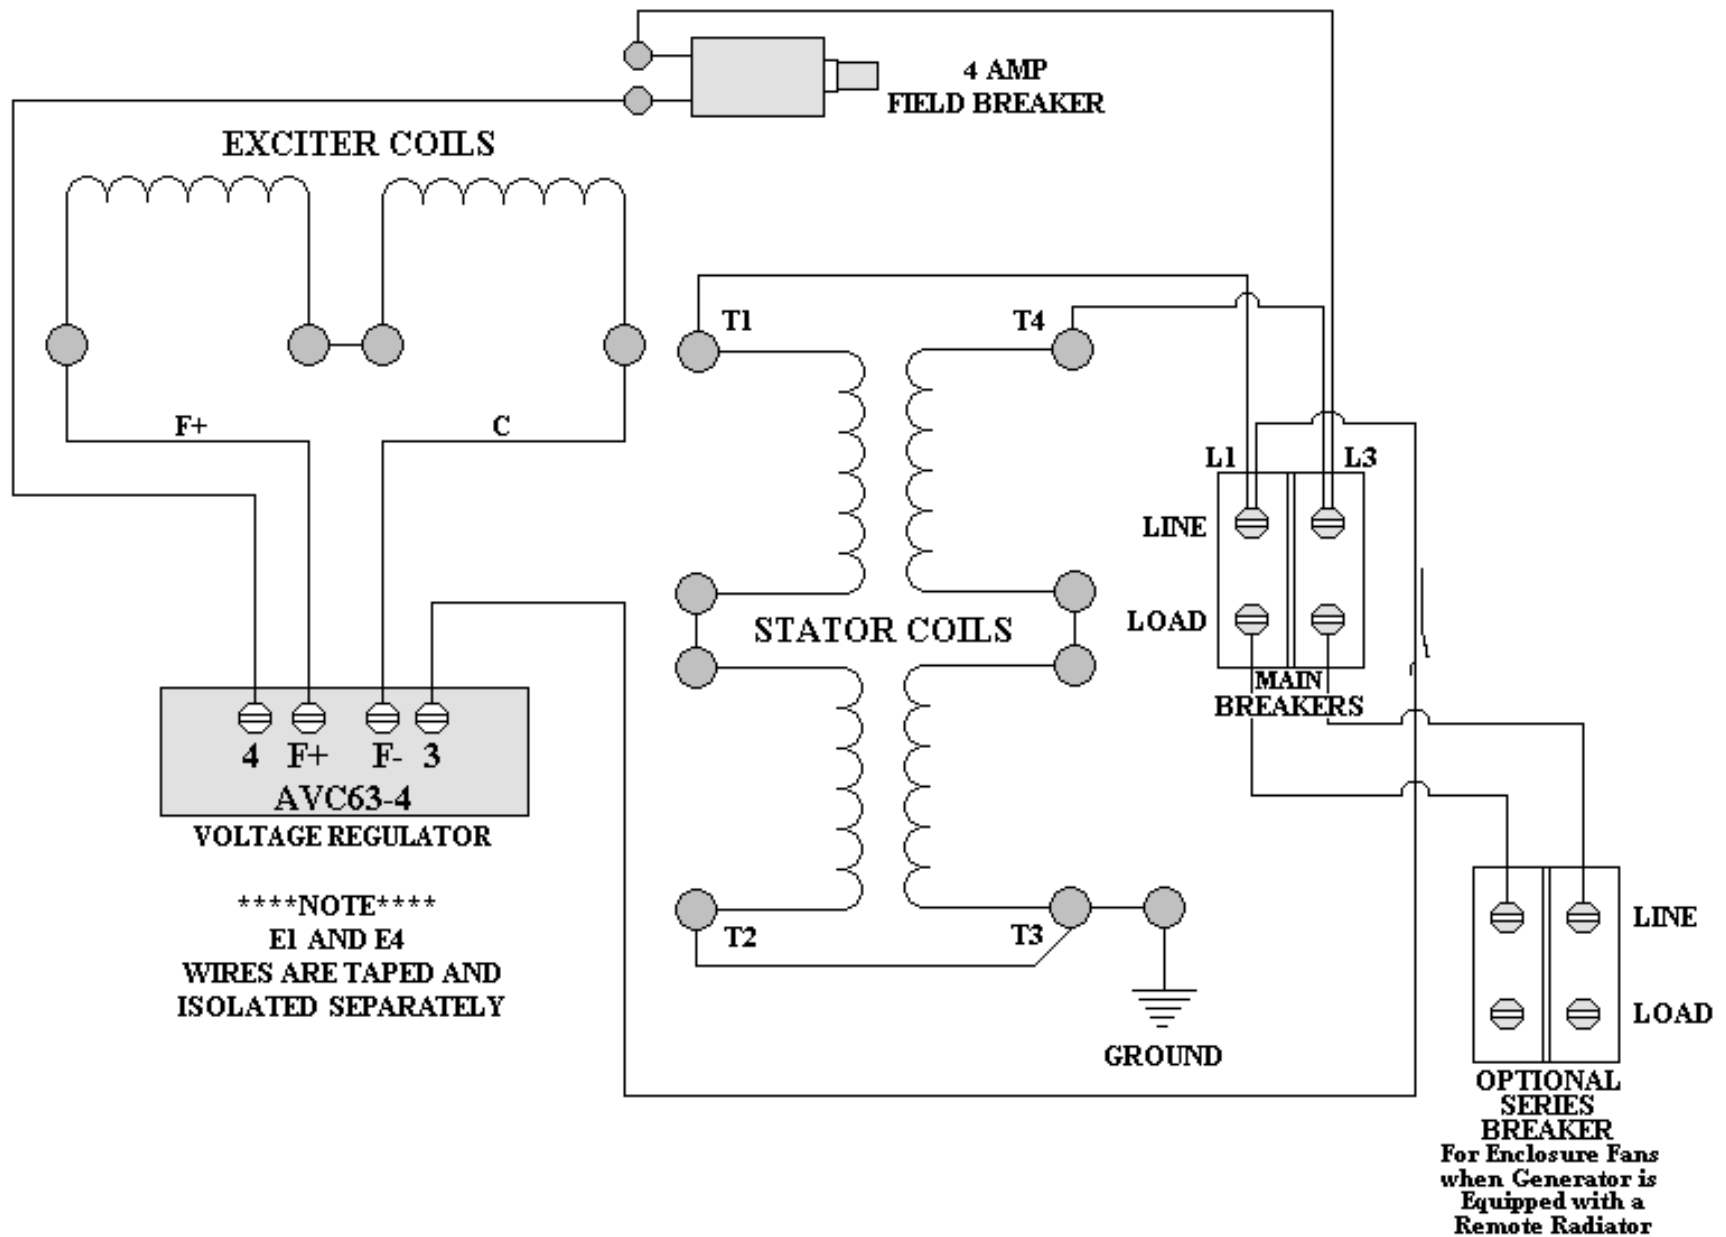 4 AMP
FIELD BREAKER
EXCITER COILS
T1
T4
F+
C
L1
L3
LINE
LOAD
STATOR COILS
MAIN
BREAKERS
4 F+ F- 3
AVC63-4
VOLTAGE REGULATOR
****NOTE****
E1 AND E4
WIRES ARE TAPED AND
ISOLATED SEPARATELY
T2
T3
GROUND
LINE
LOAD
OPTIONAL
SERIES
BREAKER
For Enclosure Fans
when Generator is
Equipped with a
Remote Radiator